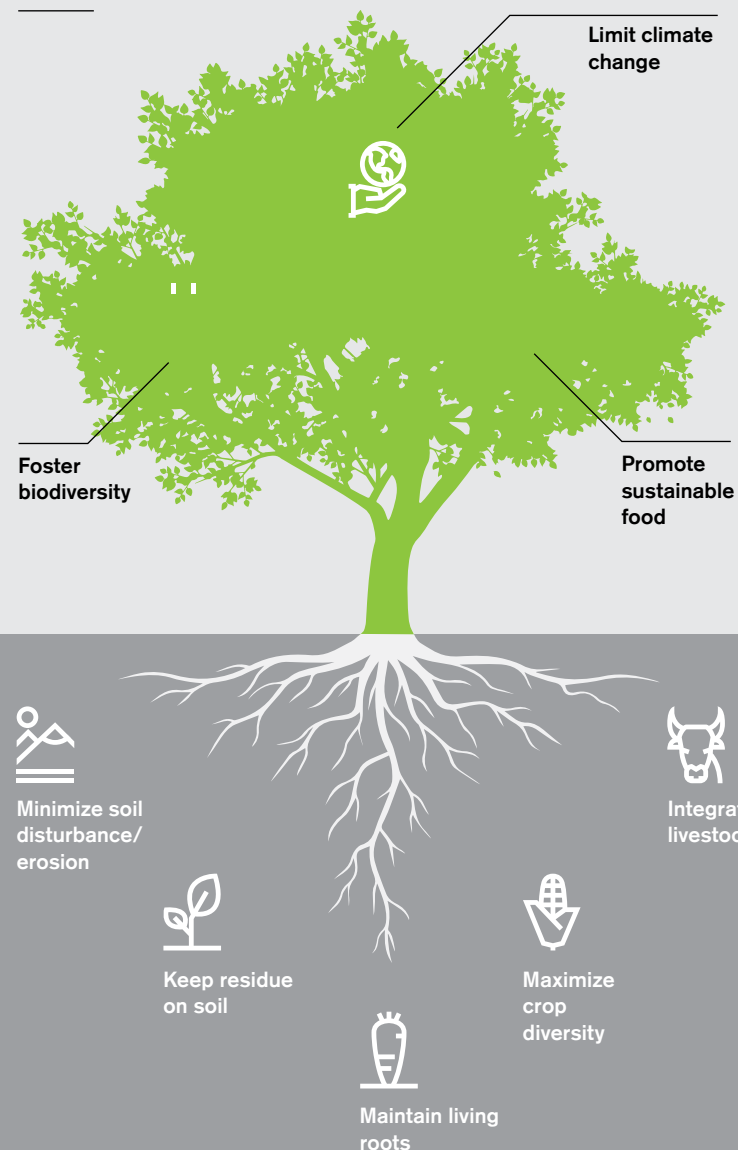 Limit climate
change
Foster
biodiversity
Promote
sustainable
food
Minimize soil
disturbance/
erosion
Keep residue
on soil
Maintain living
roots
Maximize
crop
diversity